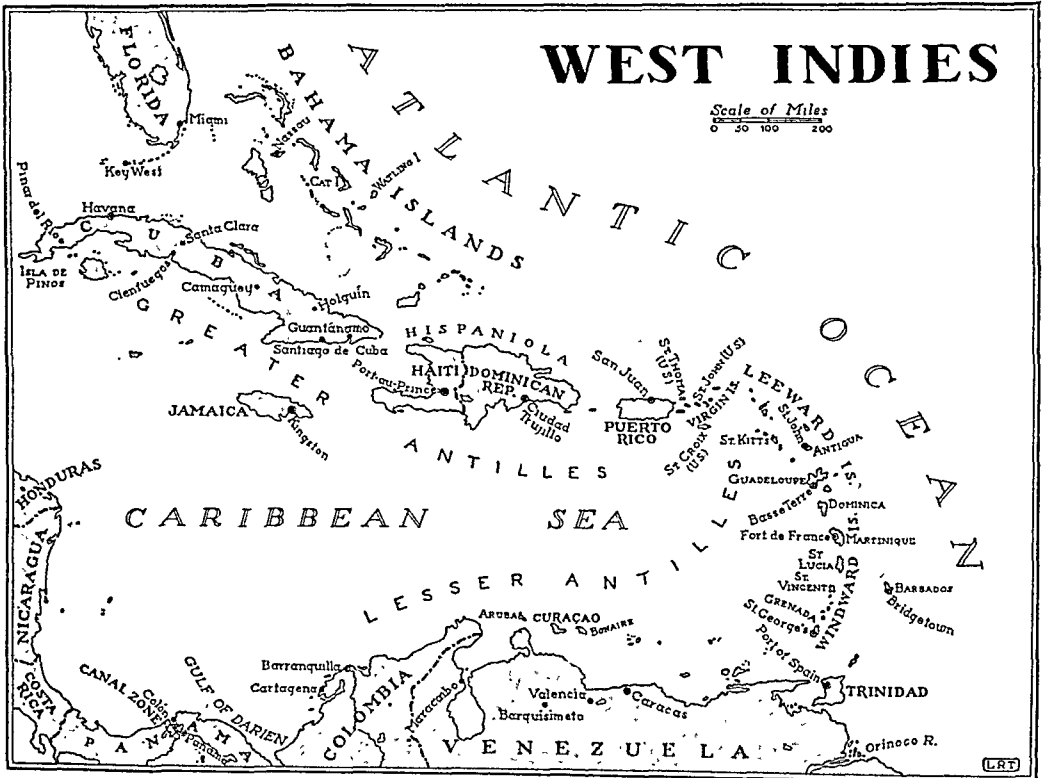 WEST INDIES
Scale of Miles
0 50 100 200
ATLANTIC OCEAN
FLORIDA
Miami
Key West
BAHAMA ISLANDS
Nassau
CAT I
WATLING I
Pinar del Rio
Havana
CUBA
Santa Clara
ISLA DE
PINOS
Cienfuegos
Camaguey
Holquín
Guantánamo
Santiago de Cuba
GREATER ANTILLES
HISPANIOLA
HAITI
Port-au-Prince
DOMINICAN
REP.
Ciudad
Trujillo
JAMAICA
Kingston
San Juan
PUERTO
RICO
ST. THOMAS
(US)
ST. JOHN (US)
VIRGIN IS.
ST. CROIX
(US)
LEEWARD IS.
ST. KITTS
St. John
ANTIGUA
GUADELOUPE
Basse Terre
DOMINICA
Fort de France
MARTINIQUE
ST
LUCIA
ST.
VINCENT
GRENADA
St. George's
WINDWARD IS.
BARBADOS
Bridgetown
CARIBBEAN SEA
LESSER ANTILLES
HONDURAS
NICARAGUA
COSTA
RICA
CANAL ZONE
Colón
Panama
PANAMA
GULF OF DARIEN
Barranquilla
Cartagena
COLOMBIA
Maracaibo
ARUBA
CURAÇAO
BONAIRE
Valencia
Barquisimeto
Caracas
VENEZUELA
Port of Spain
TRINIDAD
Orinoco R.
LRT